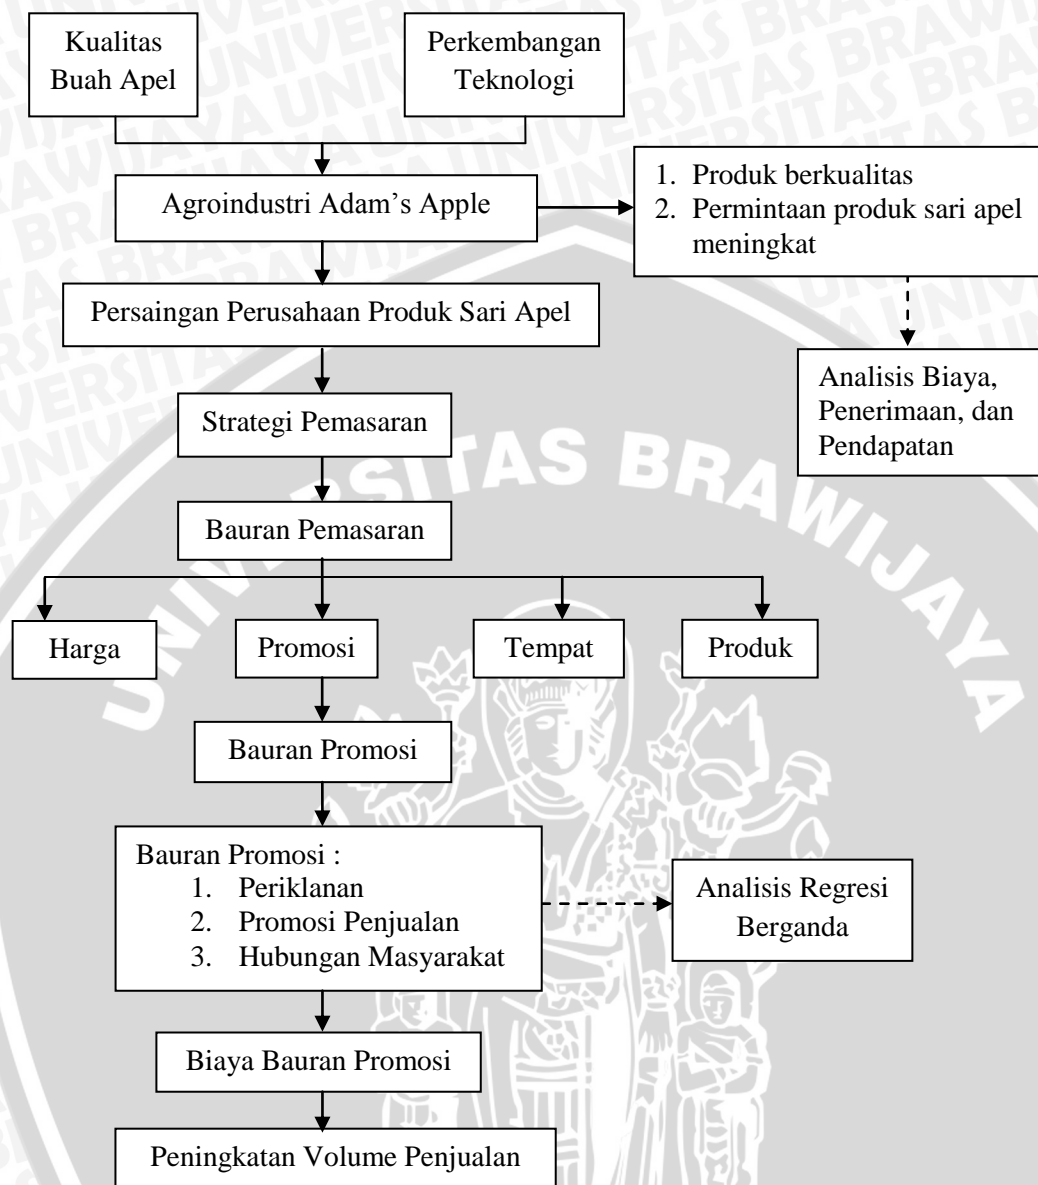 Kualitas
Buah Apel
Perkembangan
Teknologi
Agroindustri Adam's Apple
1. Produk berkualitas
2. Permintaan produk sari apel
meningkat
Persaingan Perusahaan Produk Sari Apel
Analisis Biaya,
Penerimaan, dan
Pendapatan
Strategi Pemasaran
Bauran Pemasaran
Harga
Promosi
Tempat
Produk
Bauran Promosi
Bauran Promosi :
1. Periklanan
2. Promosi Penjualan
3. Hubungan Masyarakat
Analisis Regresi
Berganda
Biaya Bauran Promosi
Peningkatan Volume Penjualan
UNIVERSITAS BRAWIJAYA